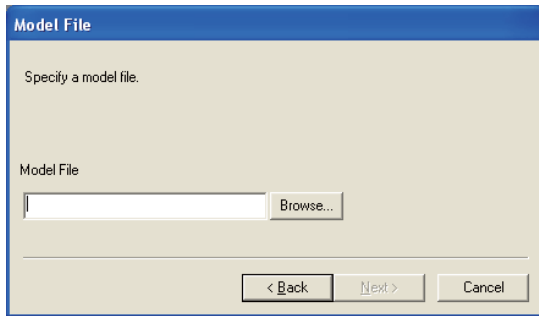 Model File
Specify a model file.
Model File
Browse...
< Back Next > Cancel